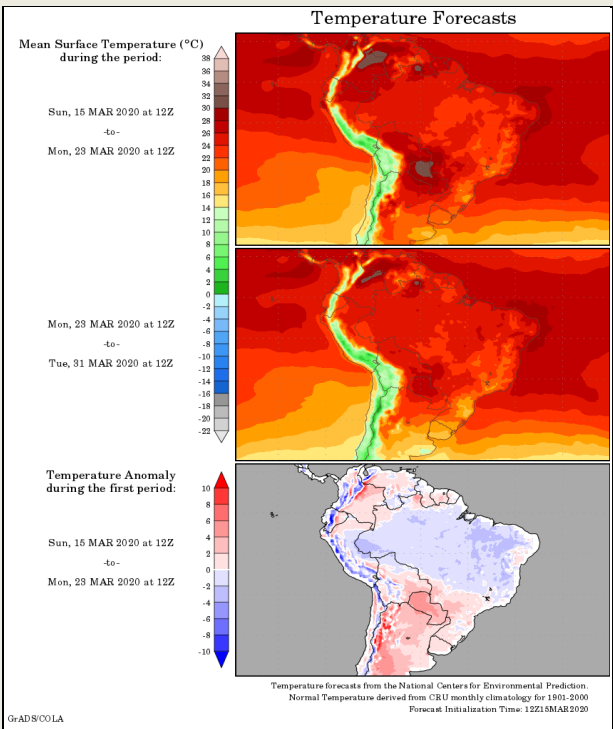 Temperature Forecasts
Mean Surface Temperature (°C)
during the period:
Sun, 15 MAR 2020 at 12Z
-to-
Mon, 23 MAR 2020 at 12Z
38
36
34
32
30
28
26
24
22
20
18
16
14
12
10
8
6
4
2
0
-2
-4
-6
-8
-10
-12
-14
-16
-18
-20
-22
Mon, 23 MAR 2020 at 12Z
-to-
Tue, 31 MAR 2020 at 12Z
Temperature Anomaly
during the first period:
Sun, 15 MAR 2020 at 12Z
-to-
Mon, 23 MAR 2020 at 12Z
10
8
6
4
2
0
-2
-4
-6
-8
-10
Temperature forecasts from the National Centers for Environmental Prediction.
Normal Temperature derived from CRU monthly climatology for 1901-2000
Forecast Initialization Time: 12Z15MAR2020
GrADS/COLA